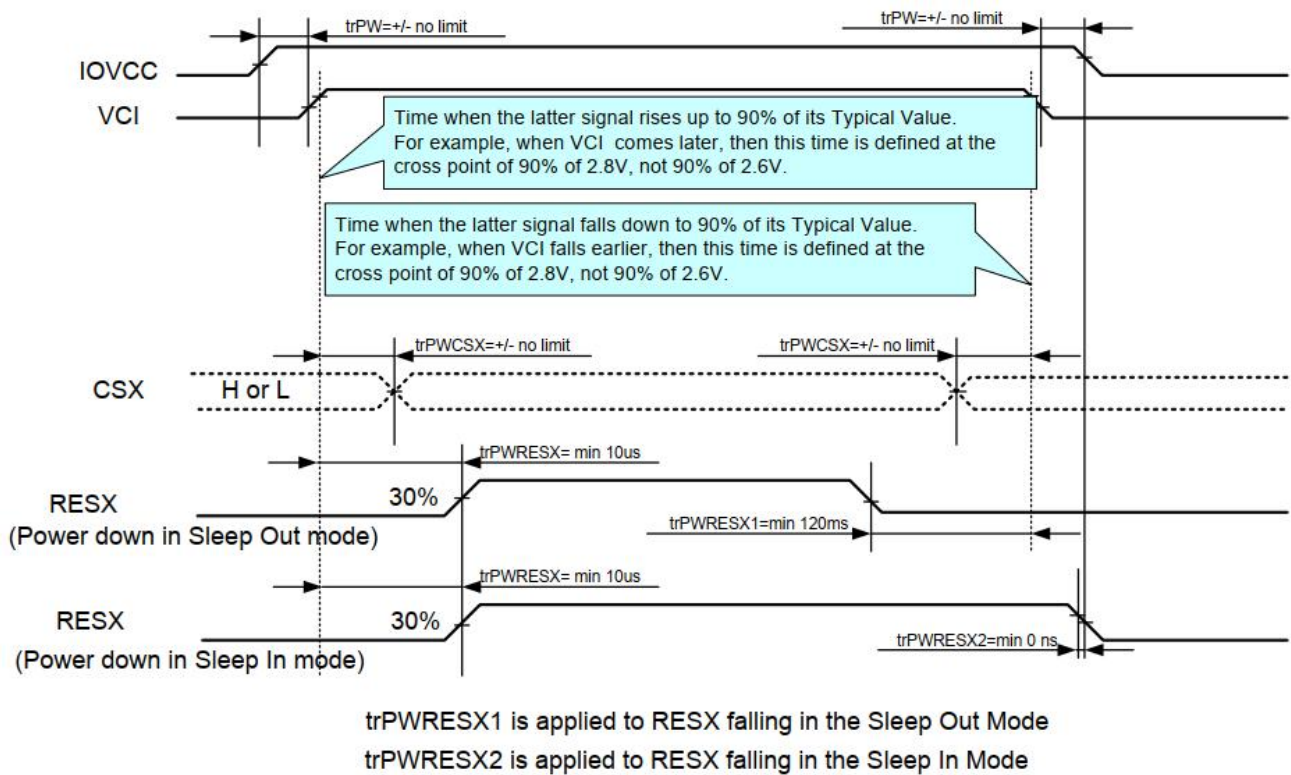 trPW=+/- no limit
trPW=+/- no limit
IOVCC
VCI
Time when the latter signal rises up to 90% of its Typical Value.
For example, when VCI comes later, then this time is defined at the
cross point of 90% of 2.8V, not 90% of 2.6V.
Time when the latter signal falls down to 90% of its Typical Value.
For example, when VCI falls earlier, then this time is defined at the
cross point of 90% of 2.8V, not 90% of 2.6V.
trPWCSX=+/- no limit
trPWCSX=+/- no limit
CSX
H or L
trPWRESX= min 10us
RESX
30%
(Power down in Sleep Out mode)
trPWRESX1=min 120ms
trPWRESX= min 10us
RESX
30%
(Power down in Sleep In mode)
trPWRESX2=min 0 ns
trPWRESX1 is applied to RESX falling in the Sleep Out Mode
trPWRESX2 is applied to RESX falling in the Sleep In Mode